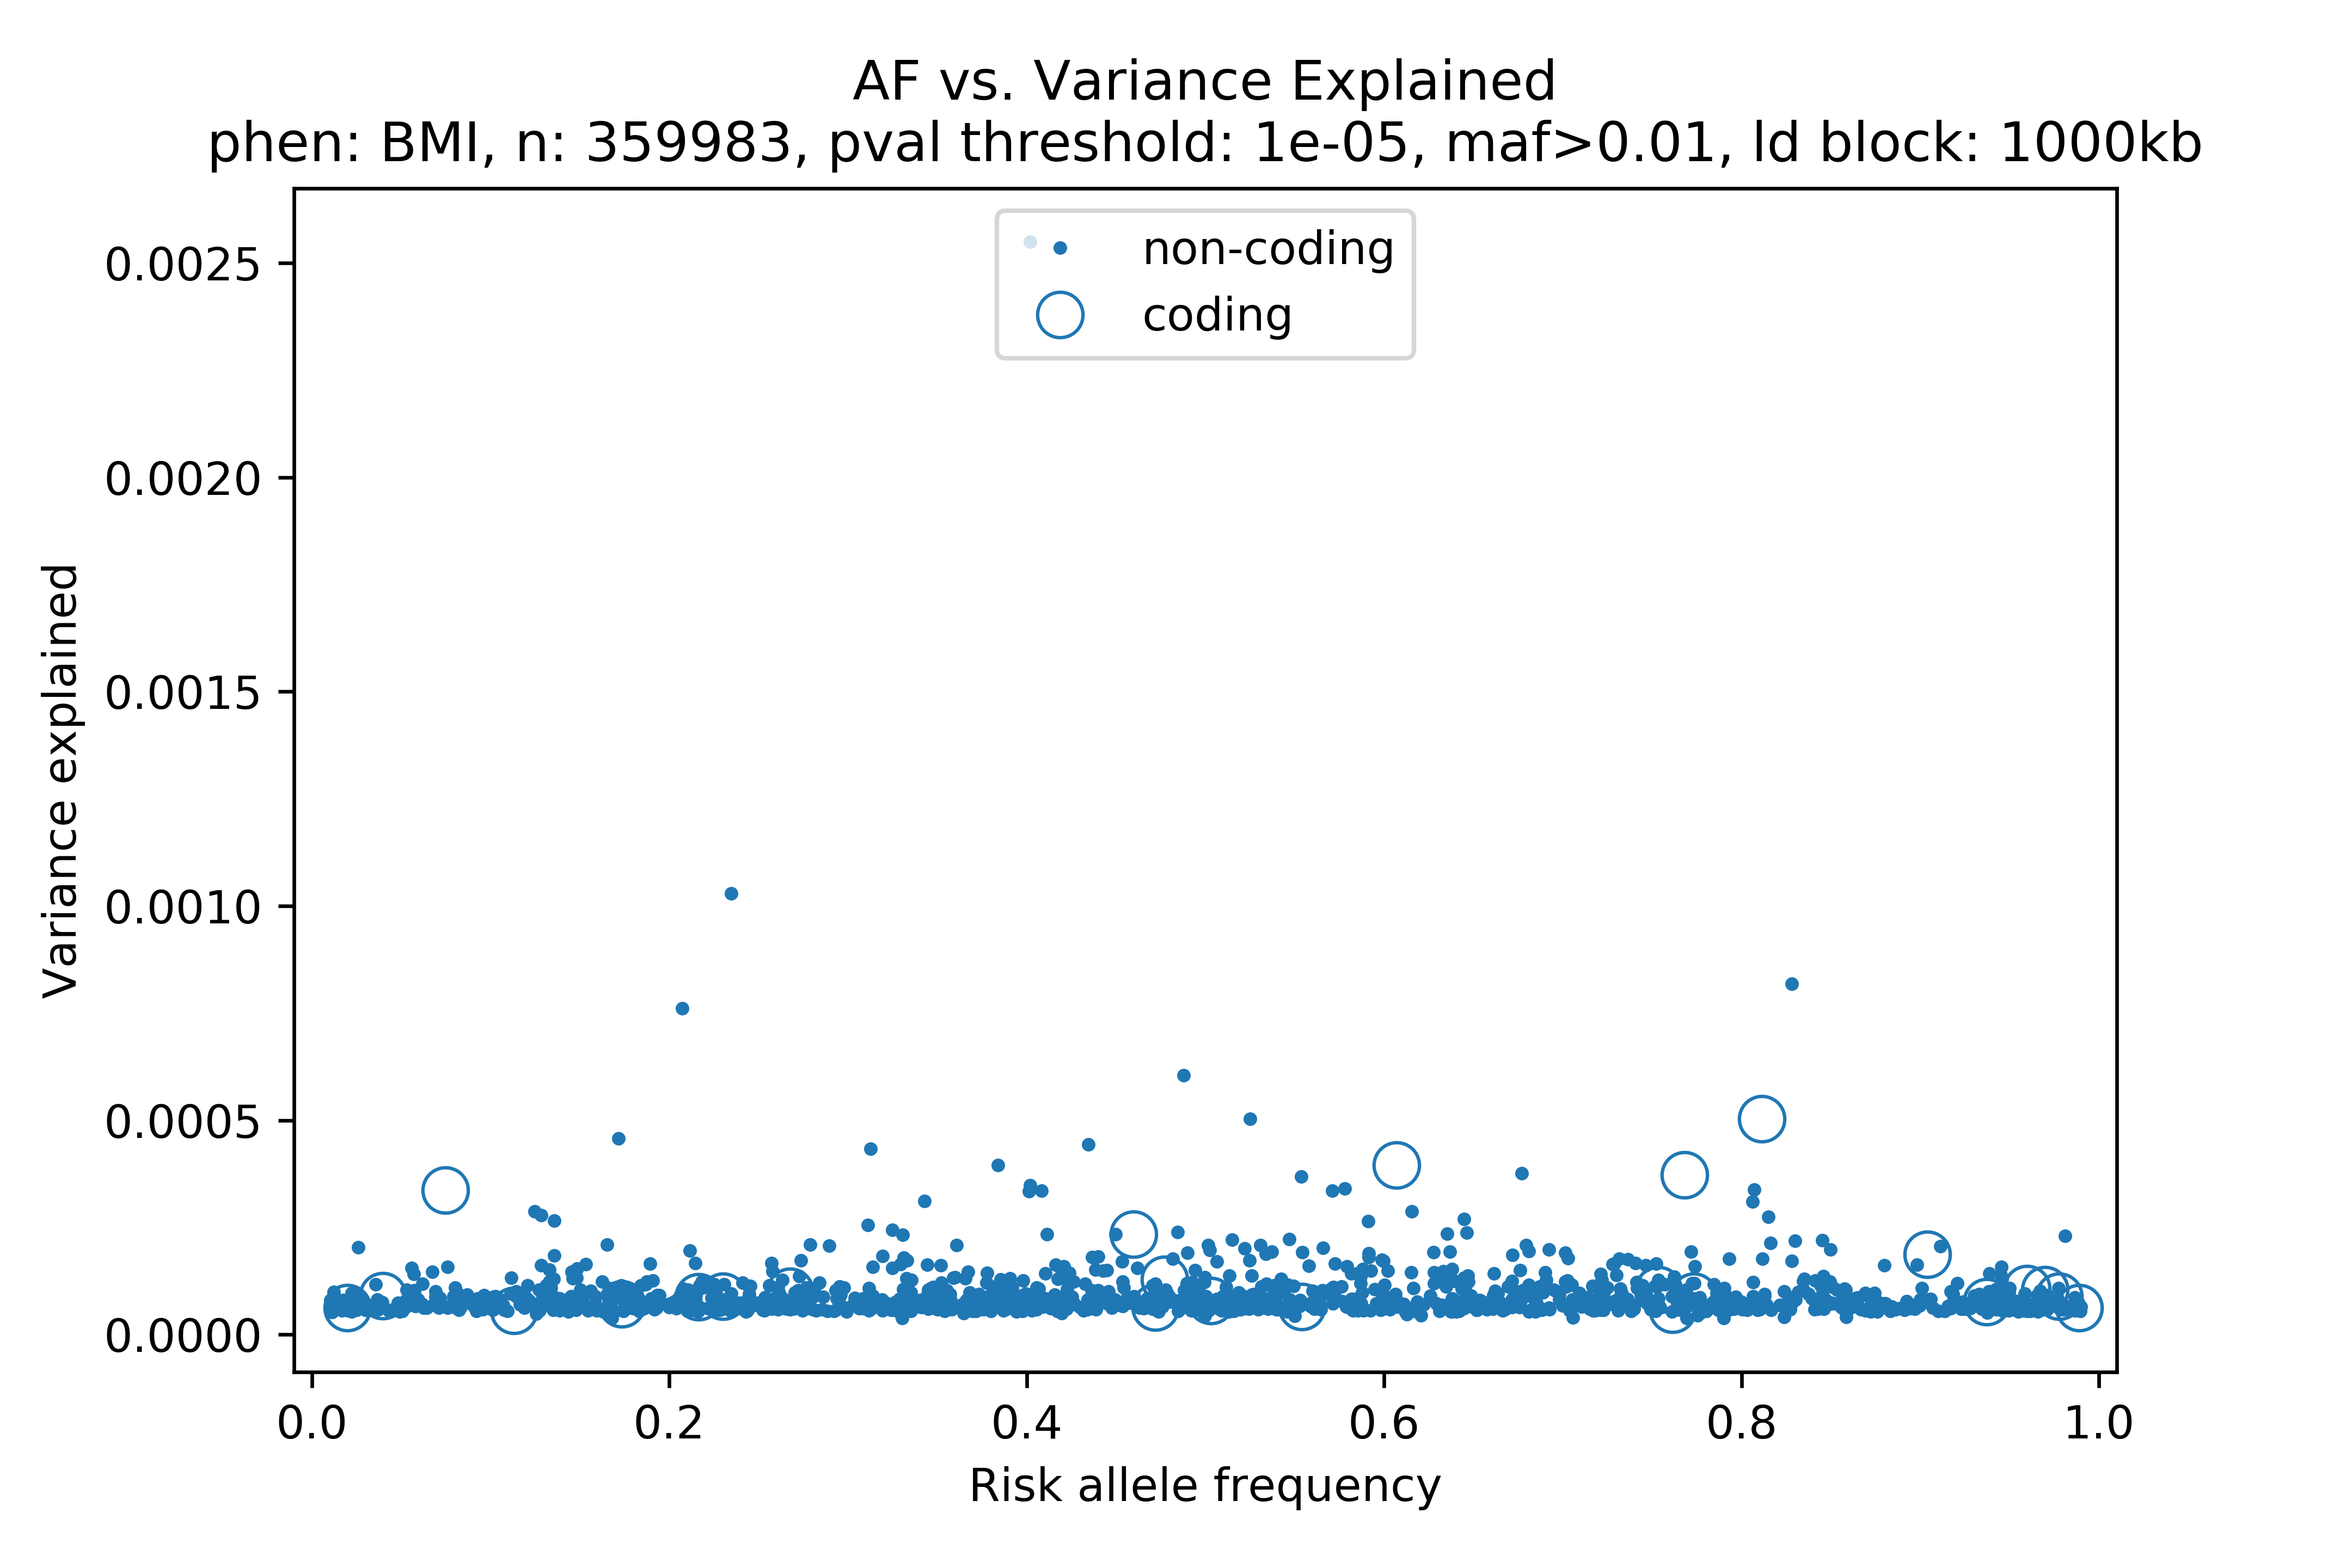 AF vs. Variance Explained
phen: BMI, n: 359983, pval threshold: 1e-05, maf>0.01, ld block: 1000kb
non-coding
coding
0.0025
0.0020
0.0015
0.0010
0.0005
0.0000
Variance explained
0.0 0.2 0.4 0.6 0.8 1.0
Risk allele frequency